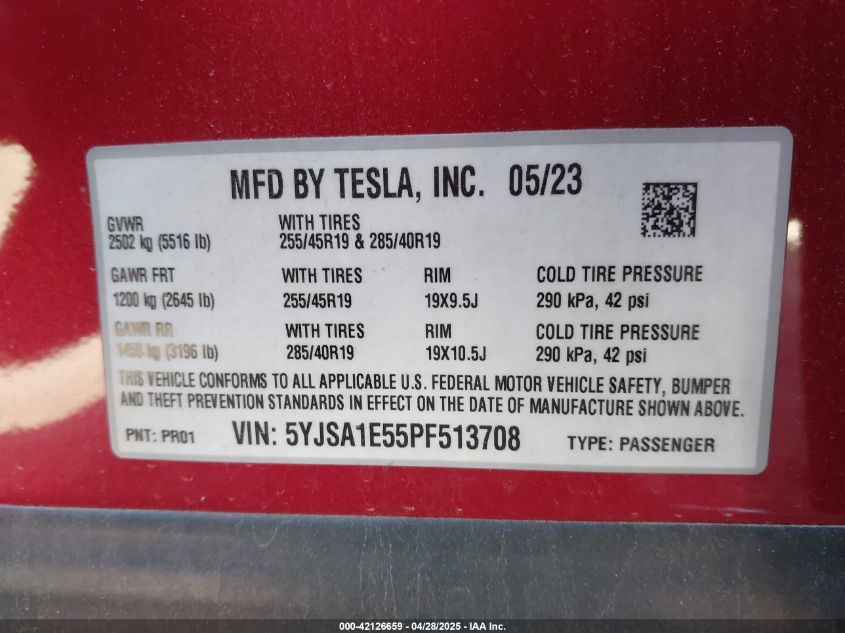 MFD BY TESLA, INC. 05/23
GVWR
2502 kg (5516 lb)
WITH TIRES
255/45R19 & 285/40R19
GAWR FRT WITH TIRES RIM COLD TIRE PRESSURE
1200 kg (2645 lb) 255/45R19 19X9.5J 290 kPa, 42 psi
GAWR RR WITH TIRES RIM COLD TIRE PRESSURE
1450 kg (3196 lb) 285/40R19 19X10.5J 290 kPa, 42 psi
THIS VEHICLE CONFORMS TO ALL APPLICABLE U.S. FEDERAL MOTOR VEHICLE SAFETY, BUMPER
AND THEFT PREVENTION STANDARDS IN EFFECT ON THE DATE OF MANUFACTURE SHOWN ABOVE.
PNT: PR01 VIN: 5YJSA1E55PF513708 TYPE: PASSENGER
000-42126659 04/28/2025 - IAA Inc.